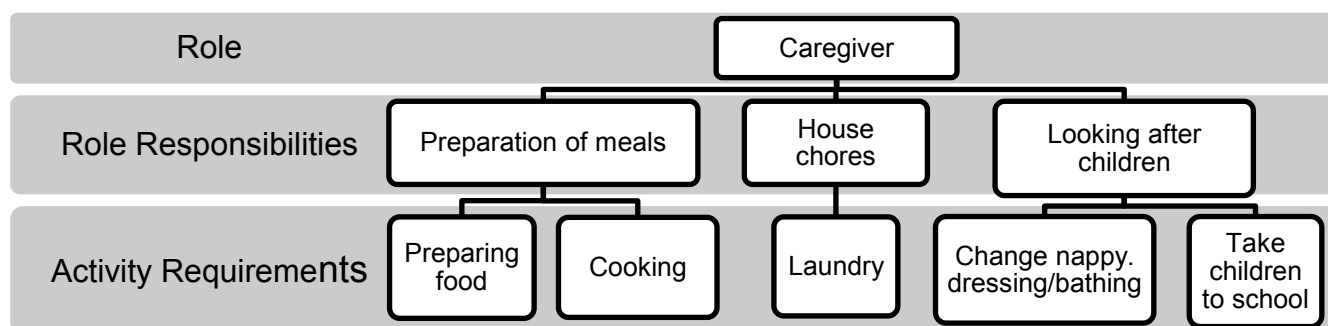 Role
Caregiver
Role Responsibilities
Preparation of meals
House
chores
Looking after
children
Activity Requirements
Preparing
food
Cooking
Laundry
Change nappy.
dressing/bathing
Take
children
to school